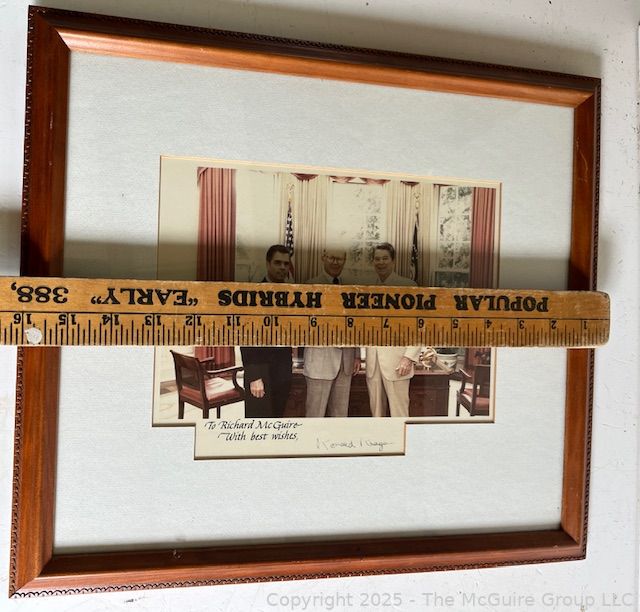 POPULAR PIONEER HYBRIDS "EARLY" 388,
1 2 3 4 5 6 7 8 9 10 11 12 13 14 15 16
To Richard McGuire
With best wishes,
Ronald Reagan
Copyright 2025 - The McGuire Group LLC